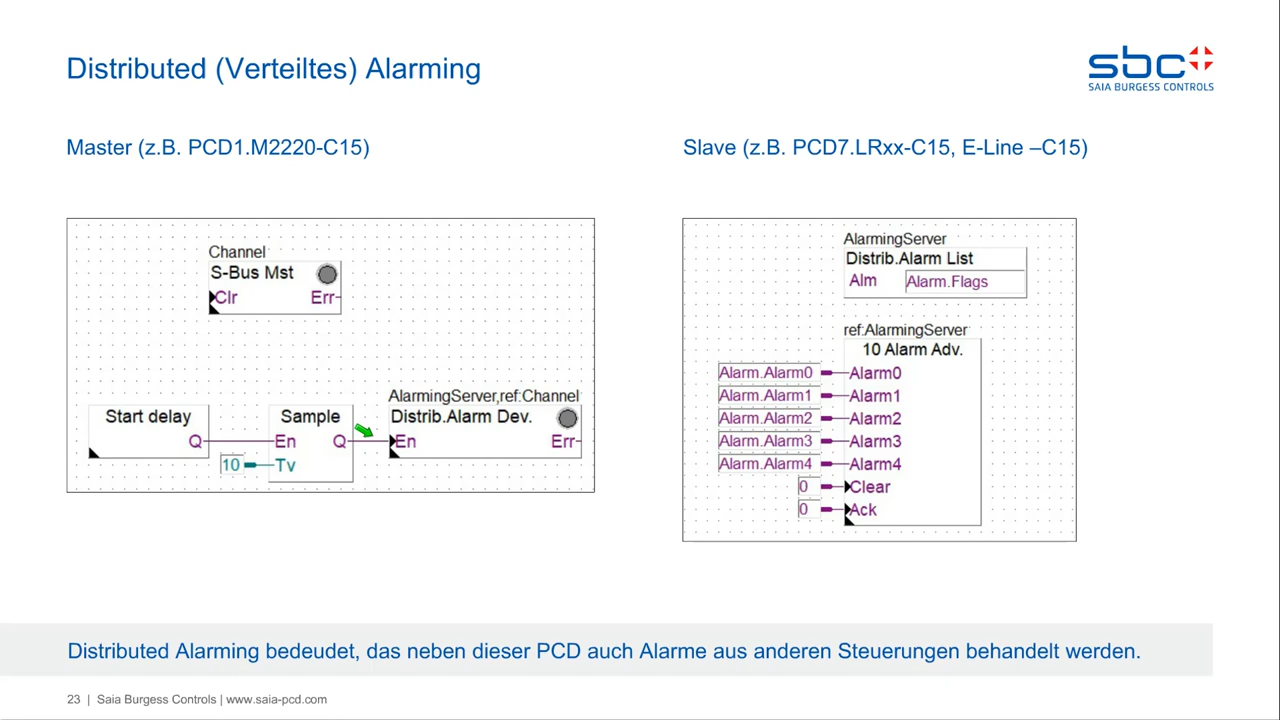 Distributed (Verteiltes) Alarming
sbc
SAIA BURGESS CONTROLS
Master (z.B. PCD1.M2220-C15)
Channel
S-Bus Mst
Clr Err
AlarmingServer,ref:Channel
Start delay Sample Distrib.Alarm Dev.
Q En Q En Err
10 Tv
Slave (z.B. PCD7.LRxx-C15, E-Line –C15)
AlarmingServer
Distrib.Alarm List
Alm Alarm.Flags
ref:AlarmingServer
10 Alarm Adv.
Alarm.Alarm0 Alarm0
Alarm.Alarm1 Alarm1
Alarm.Alarm2 Alarm2
Alarm.Alarm3 Alarm3
Alarm.Alarm4 Alarm4
0 Clear
0 Ack
Distributed Alarming bedeudet, das neben dieser PCD auch Alarme aus anderen Steuerungen behandelt werden.
23 | Saia Burgess Controls | www.saia-pcd.com